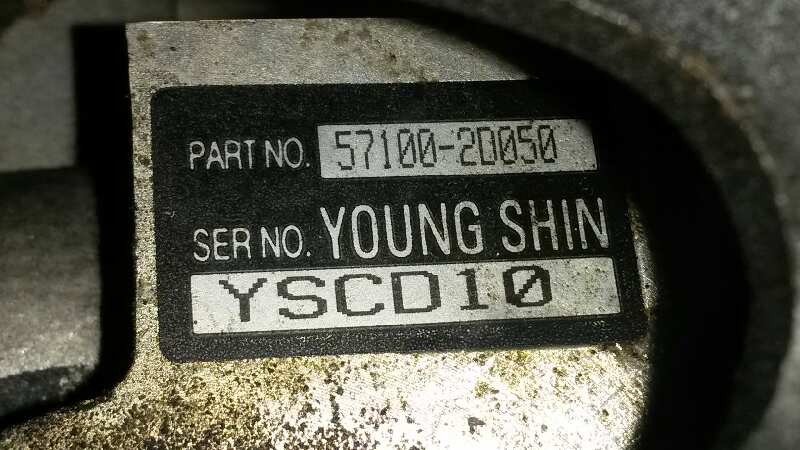 PART NO. 57100-2D050
SER NO. YOUNG SHIN
YSCD10